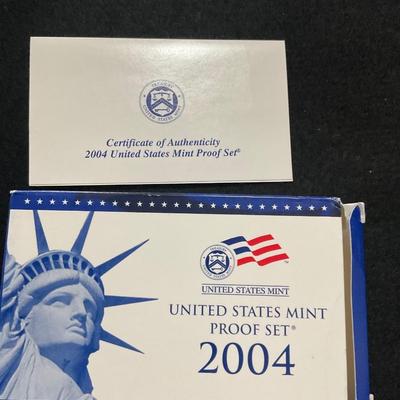 Certificate of Authenticity
2004 United States Mint Proof Set®
UNITED STATES MINT
UNITED STATES MINT
PROOF SET®
2004